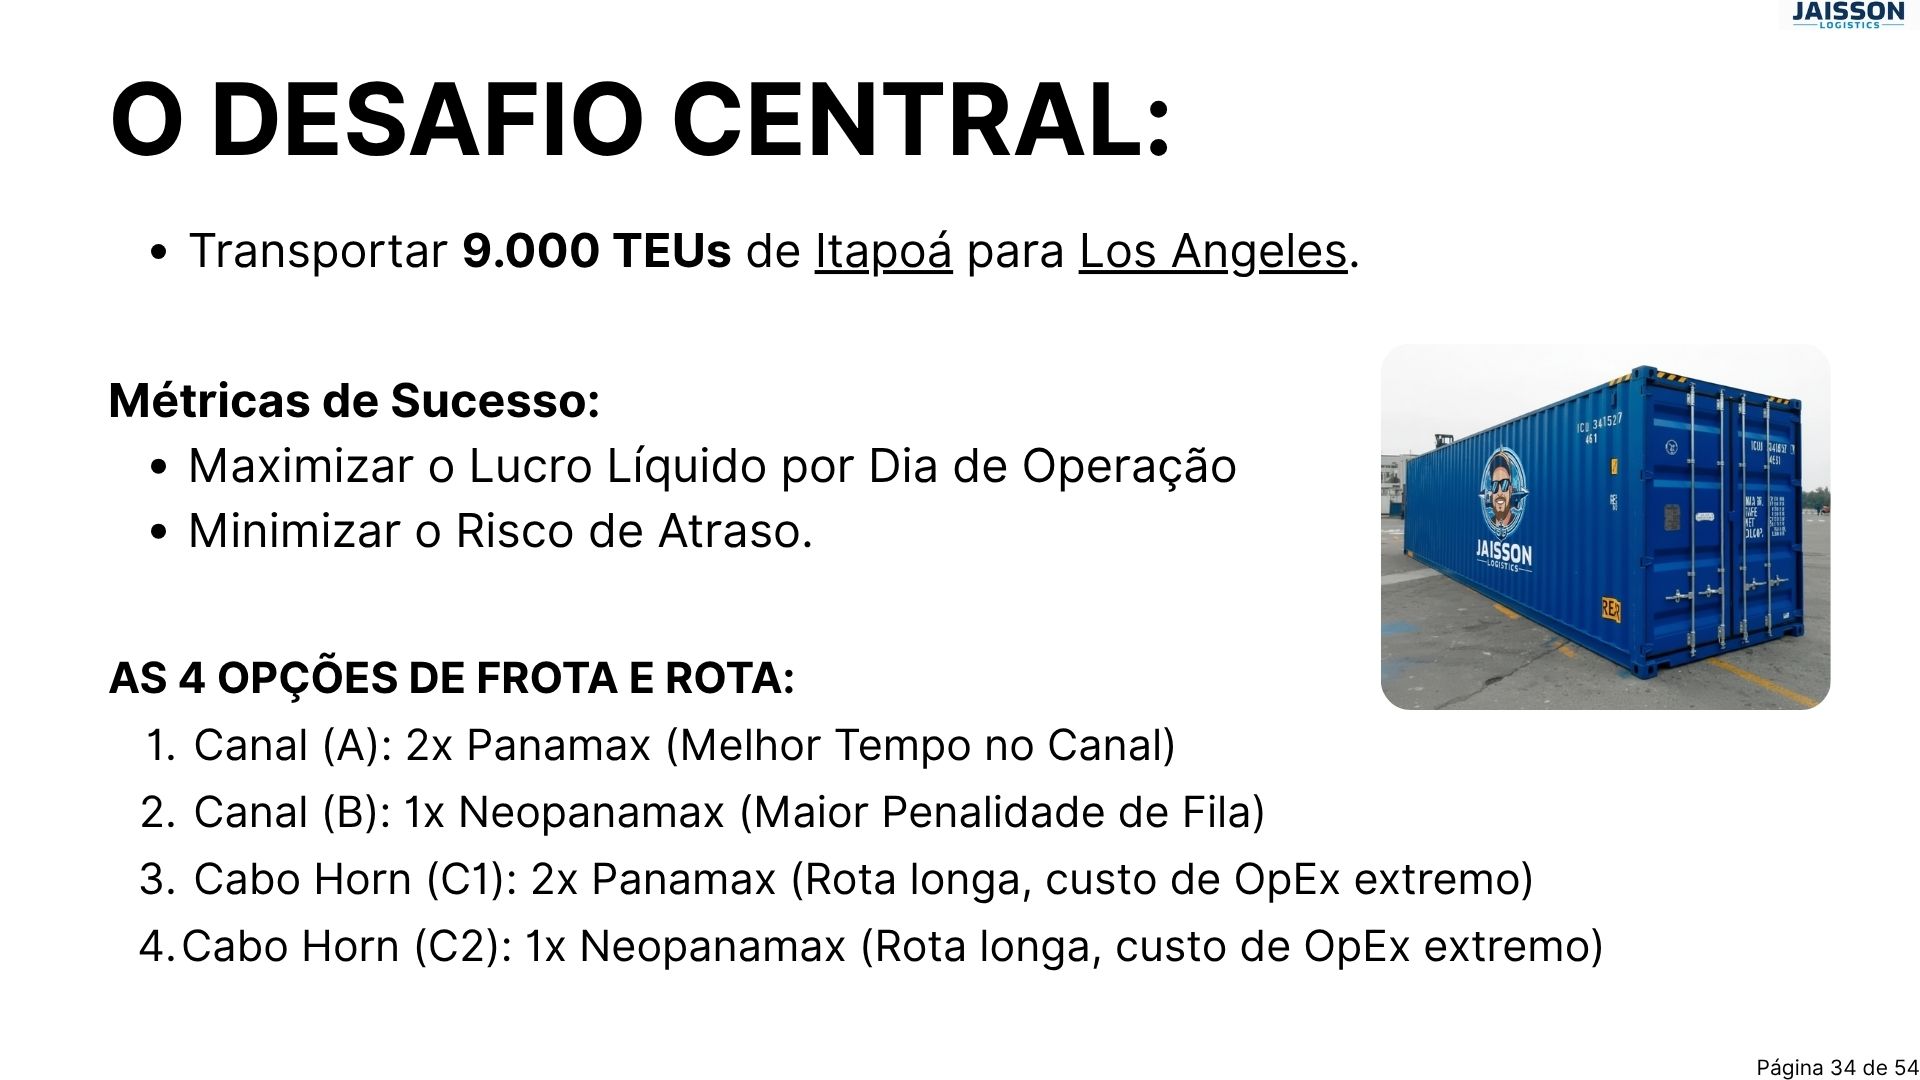 JAISSON
LOGISTICS
O DESAFIO CENTRAL:
• Transportar 9.000 TEUs de Itapoá para Los Angeles.
Métricas de Sucesso:
• Maximizar o Lucro Líquido por Dia de Operação
• Minimizar o Risco de Atraso.
AS 4 OPÇÕES DE FROTA E ROTA:
1. Canal (A): 2x Panamax (Melhor Tempo no Canal)
2. Canal (B): 1x Neopanamax (Maior Penalidade de Fila)
3. Cabo Horn (C1): 2x Panamax (Rota longa, custo de OpEx extremo)
4. Cabo Horn (C2): 1x Neopanamax (Rota longa, custo de OpEx extremo)
461
JAISSON
LOGISTICS
Página 34 de 54